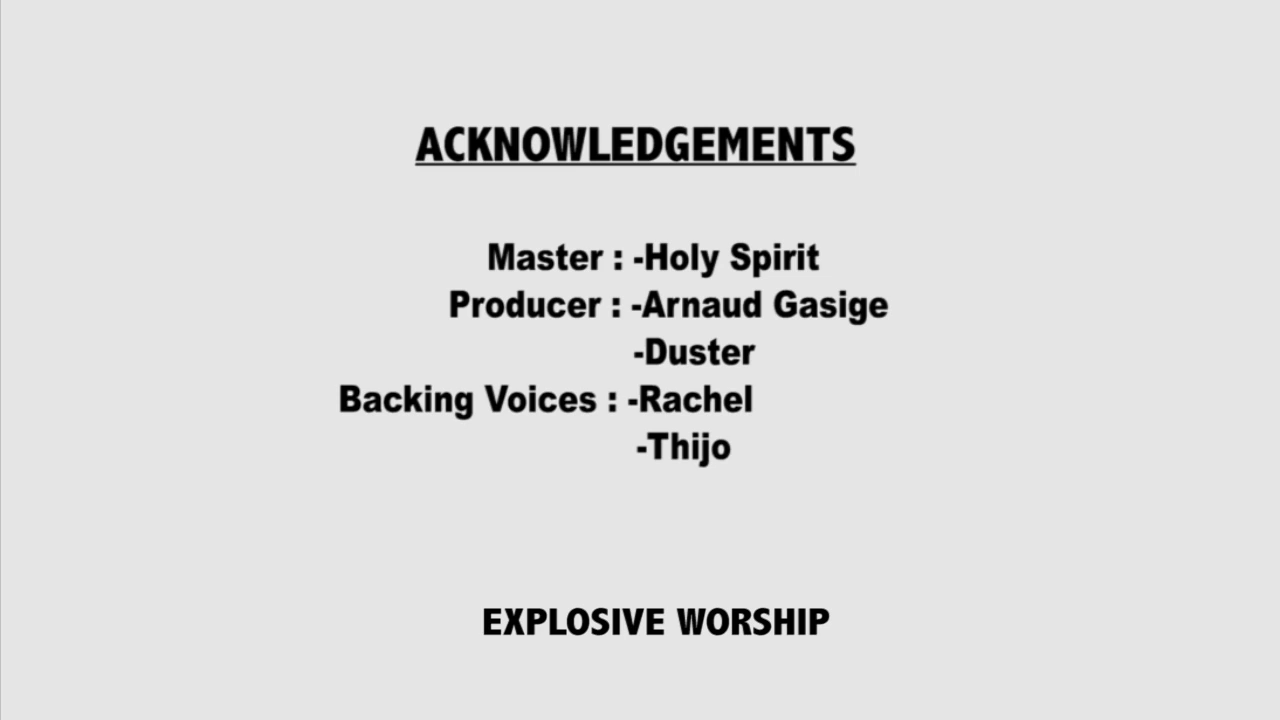 ACKNOWLEDGEMENTS
Master : -Holy Spirit
Producer : -Arnaud Gasige
-Duster
Backing Voices : -Rachel
-Thijo
EXPLOSIVE WORSHIP